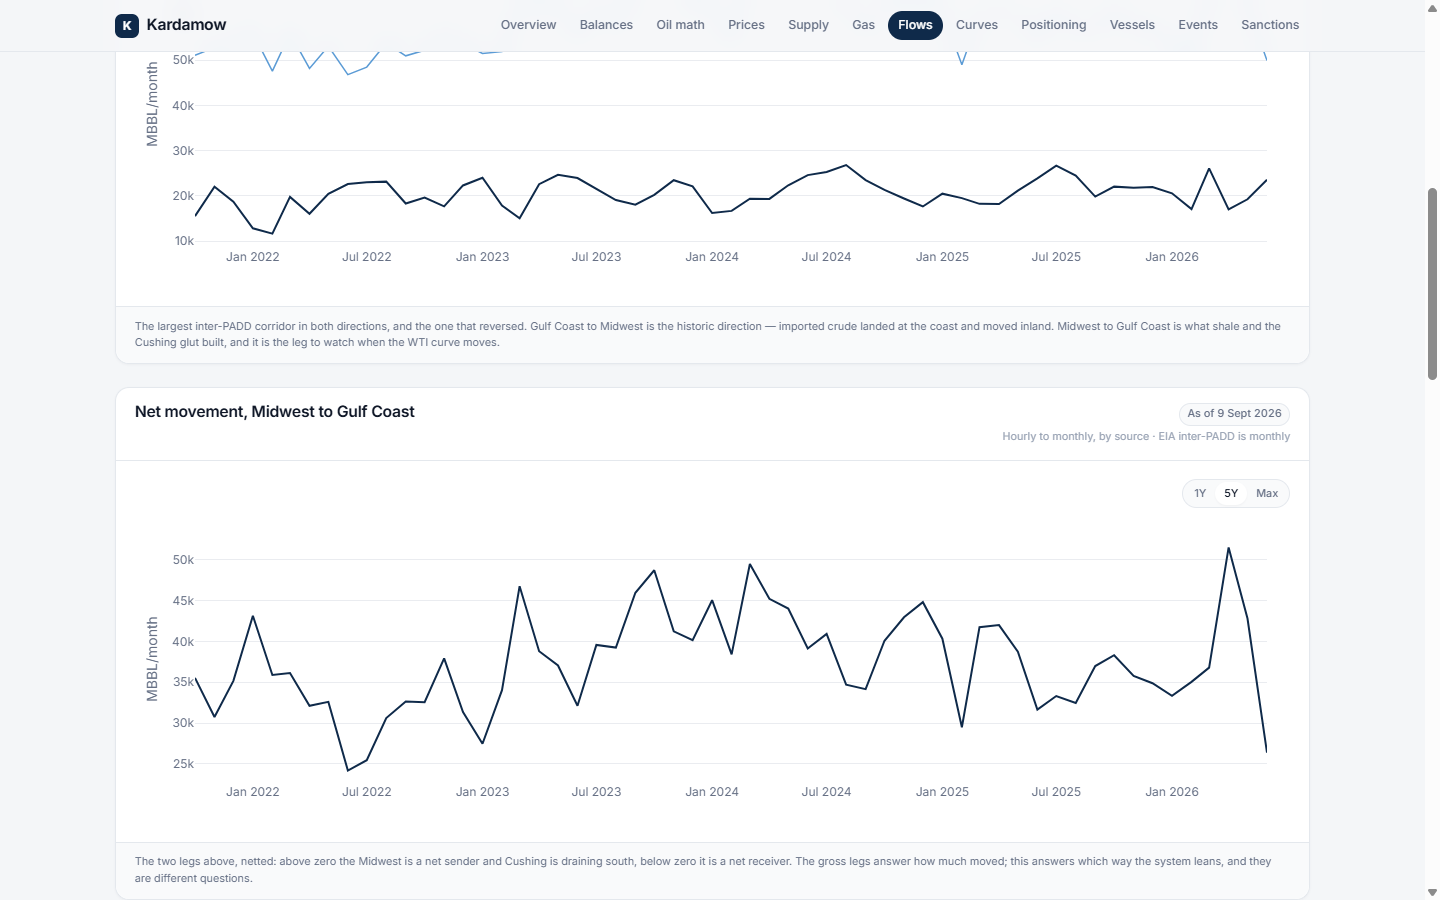 K Kardamow
Overview Balances Oil math Prices Supply Gas Flows Curves Positioning Vessels Events Sanctions
50k
40k
30k
20k
10k
MBBL/month
Jan 2022 Jul 2022 Jan 2023 Jul 2023 Jan 2024 Jul 2024 Jan 2025 Jul 2025 Jan 2026
The largest inter-PADD corridor in both directions, and the one that reversed. Gulf Coast to Midwest is the historic direction — imported crude landed at the coast and moved inland. Midwest to Gulf Coast is what shale and the
Cushing glut built, and it is the leg to watch when the WTI curve moves.
Net movement, Midwest to Gulf Coast
As of 9 Sept 2026
Hourly to monthly, by source · EIA inter-PADD is monthly
1Y 5Y Max
50k
45k
40k
35k
30k
25k
MBBL/month
Jan 2022 Jul 2022 Jan 2023 Jul 2023 Jan 2024 Jul 2024 Jan 2025 Jul 2025 Jan 2026
The two legs above, netted: above zero the Midwest is a net sender and Cushing is draining south, below zero it is a net receiver. The gross legs answer how much moved; this answers which way the system leans, and they
are different questions.